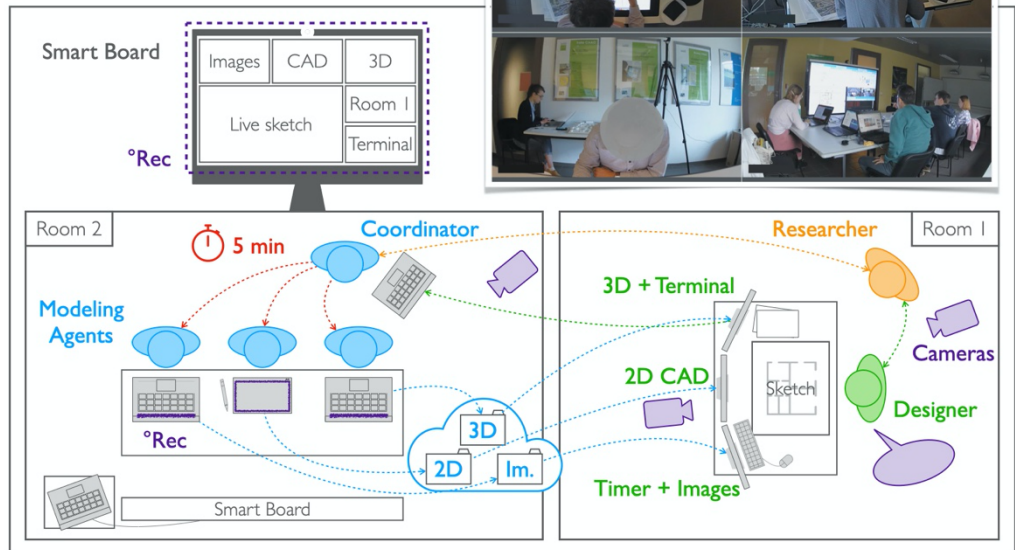 Smart Board
Images
CAD
3D
Live sketch
Room 1
Terminal
°Rec
Room 2
5 min
Coordinator
Modeling
Agents
°Rec
3D
2D
Im.
Smart Board
Researcher
Room 1
3D + Terminal
Cameras
2D CAD
Sketch
Designer
Timer + Images